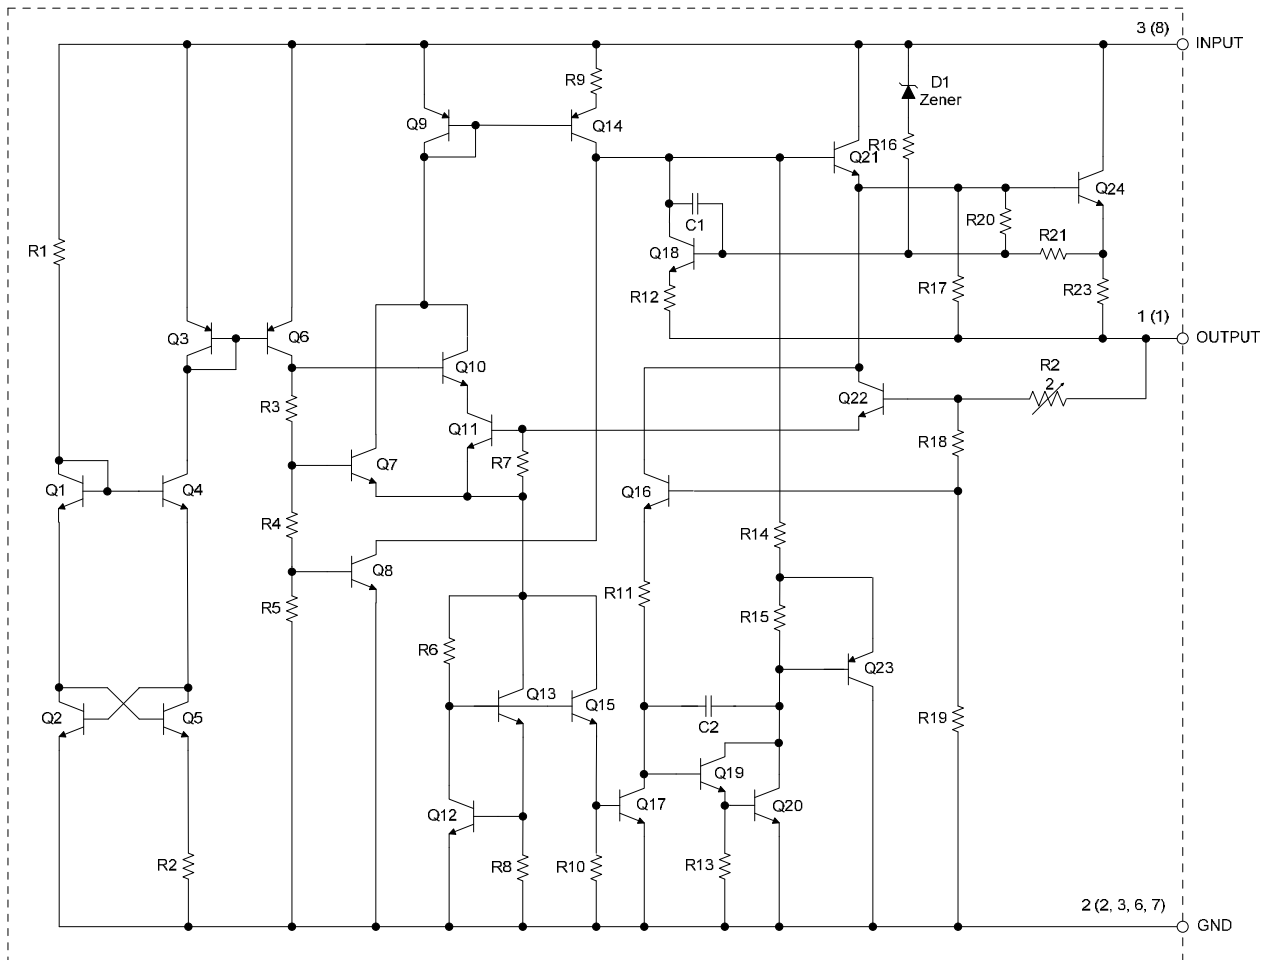 3 (8)
INPUT
R9
D1
Zener
Q9
Q14
Q21
R16
Q24
C1
R20
R21
R1
Q18
R12
R17
R23
1 (1)
OUTPUT
Q3
Q6
Q10
R2
2
Q22
R3
Q11
R18
Q7
R7
Q1
Q4
Q16
R4
R14
Q8
R11
R5
R15
R6
Q23
Q13
Q15
Q2
Q5
C2
R19
Q19
Q12
Q17
Q20
R2
R8
R10
R13
2 (2, 3, 6, 7)
GND